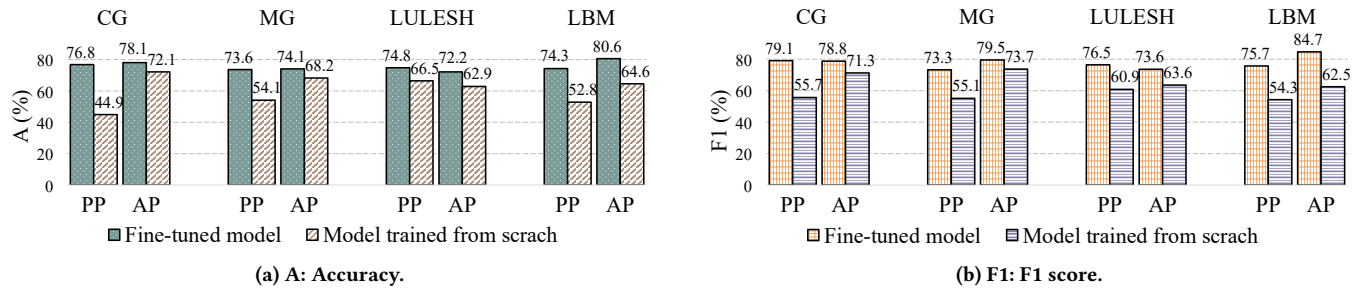 CG MG LULESH LBM
76.8 78.1 72.1 44.9 73.6 74.1 68.2 54.1 74.8 72.2 66.5 62.9 74.3 80.6 64.6 52.8
A (%)
80
60
40
20
0
PP AP PP AP PP AP PP AP
Fine-tuned model Model trained from scrach
(a) A: Accuracy.
CG MG LULESH LBM
79.1 78.8 71.3 55.7 73.3 79.5 73.7 55.1 76.5 73.6 60.9 63.6 75.7 84.7 62.5 54.3
F1 (%)
80
60
40
20
0
PP AP PP AP PP AP PP AP
Fine-tuned model Model trained from scrach
(b) F1: F1 score.